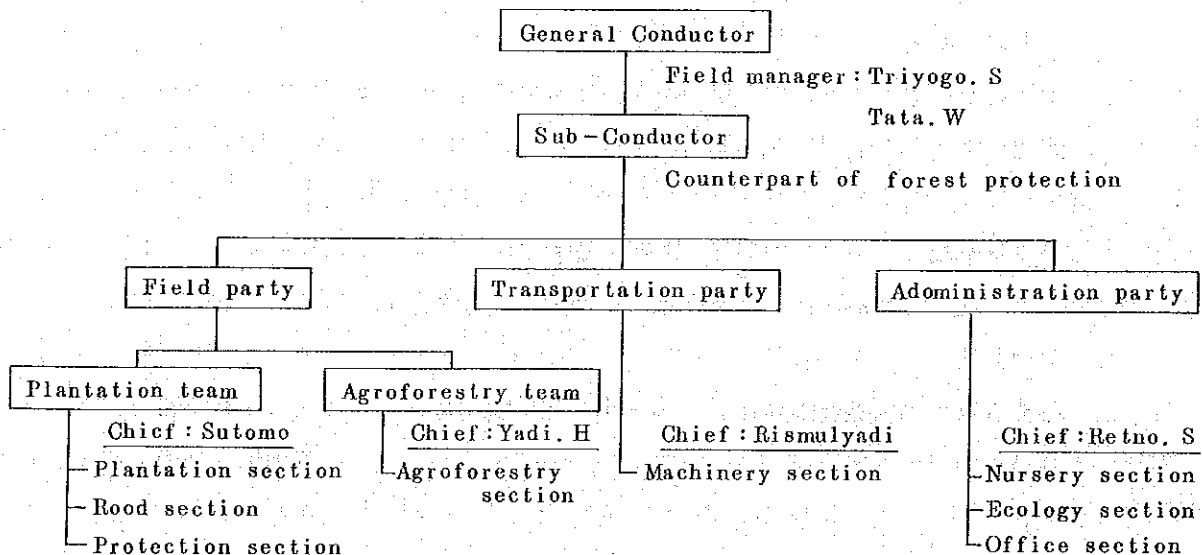 General Conductor
Field manager : Triyogo. S
Tata. W
Sub-Conductor
Counterpart of forest protection
Field party
Transportation party
Adoministration party
Plantation team
Agroforestry team
Chicf : Sutomo
Chief : Yadi. H
Chief : Rismulyadi
Chief : Retno. S
Plantation section
Agroforestry
section
Machinery section
Nursery section
Rood section
Ecology section
Protection section
Office section